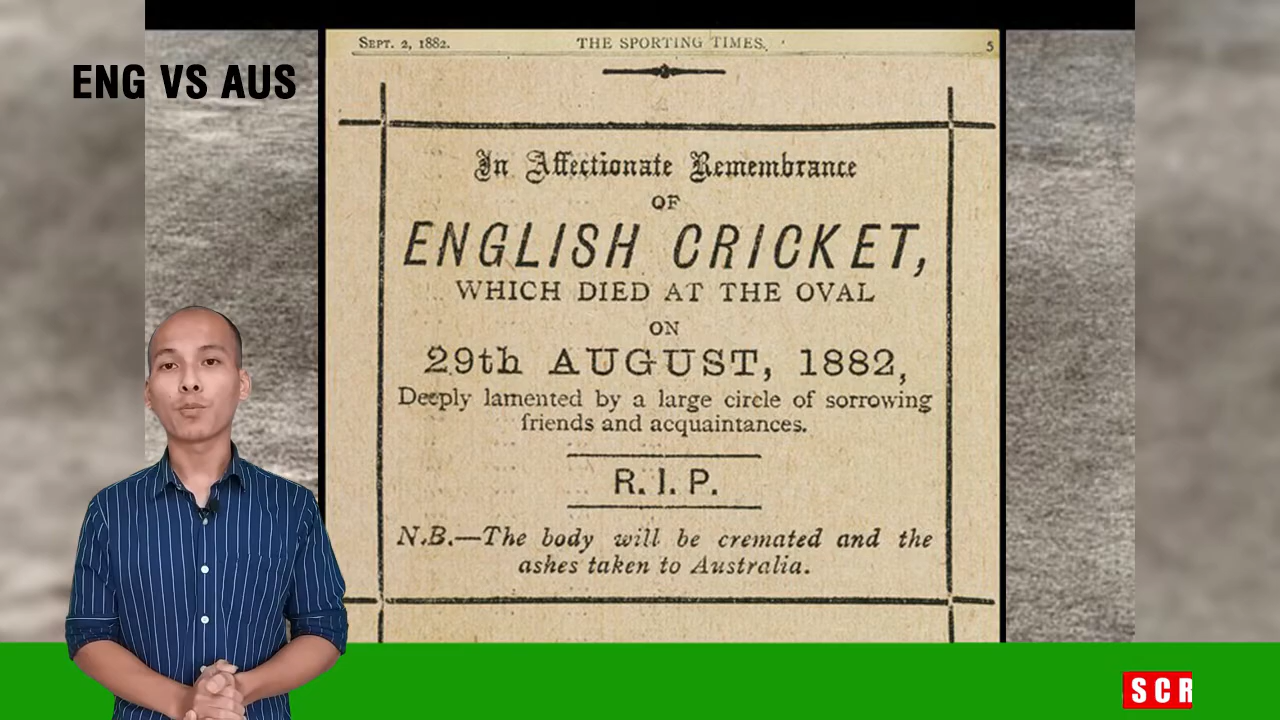 SEPT. 2, 1882. THE SPORTING TIMES. 5
ENG VS AUS
In Affectionate Remembrance
OF
ENGLISH CRICKET,
WHICH DIED AT THE OVAL
ON
29th AUGUST, 1882,
Deeply lamented by a large circle of sorrowing
friends and acquaintances.
R. I. P.
N.B.—The body will be cremated and the
ashes taken to Australia.
SCR